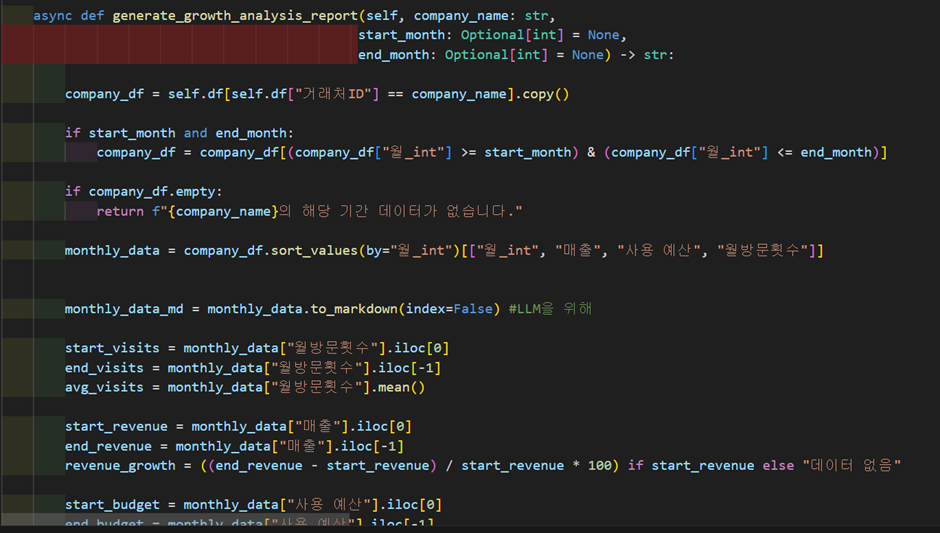 async def generate_growth_analysis_report(self, company_name: str,
start_month: Optional[int] = None,
end_month: Optional[int] = None) -> str:
company_df = self.df[self.df["거래처ID"] == company_name].copy()
if start_month and end_month:
company_df = company_df[(company_df["월_int"] >= start_month) & (company_df["월_int"] <= end_month)]
if company_df.empty:
return f"{company_name}의 해당 기간 데이터가 없습니다."
monthly_data = company_df.sort_values(by="월_int")[["월_int", "매출", "사용 예산", "월방문횟수"]]
monthly_data_md = monthly_data.to_markdown(index=False) #LLM을 위해
start_visits = monthly_data["월방문횟수"].iloc[0]
end_visits = monthly_data["월방문횟수"].iloc[-1]
avg_visits = monthly_data["월방문횟수"].mean()
start_revenue = monthly_data["매출"].iloc[0]
end_revenue = monthly_data["매출"].iloc[-1]
revenue_growth = ((end_revenue - start_revenue) / start_revenue * 100) if start_revenue else "데이터 없음"
start_budget = monthly_data["사용 예산"].iloc[0]
end_budget = monthly_data["사용 예산"].iloc[-1]